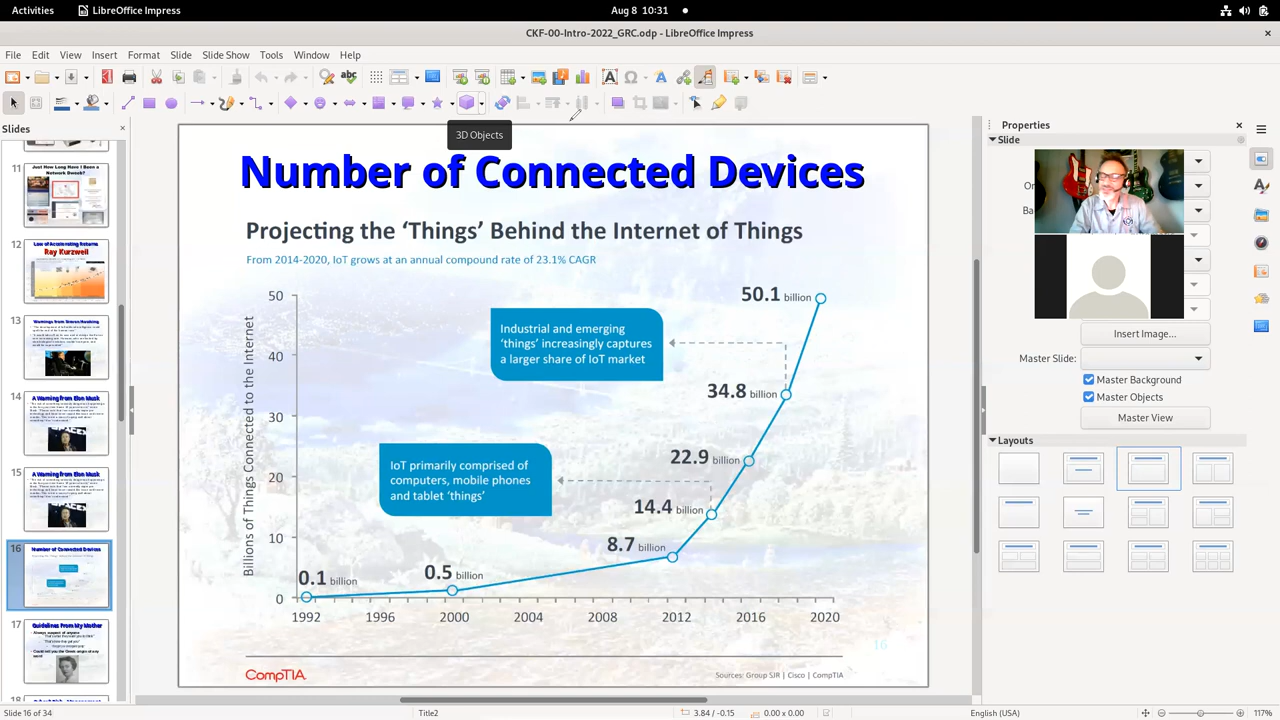 Activities
LibreOffice Impress
Aug 8 10:31
CKF-00-Intro-2022_GRC.odp - LibreOffice Impress
File Edit View Insert Format Slide Slide Show Tools Window Help
3D Objects
Slides
11
Just How Long Have I Been a
Network Dweeb?
12
Law of Accelerating Returns
Ray Kurzweil
13
14
A Warning from Elon Musk
15
A Warning from Elon Musk
16
Number of Connected Devices
17
Guidelines From My Mother
18
Number of Connected Devices
Projecting the ‘Things’ Behind the Internet of Things
From 2014-2020, IoT grows at an annual compound rate of 23.1% CAGR
Billions of Things Connected to the Internet
50
40
30
20
10
0
50.1 billion
Industrial and emerging
‘things’ increasingly captures
a larger share of IoT market
34.8 billion
22.9 billion
IoT primarily comprised of
computers, mobile phones
and tablet ‘things’
14.4 billion
8.7 billion
0.5 billion
0.1 billion
1992 1996 2000 2004 2008 2012 2016 2020
16
CompTIA.
Sources: Group SJR | Cisco | CompTIA
Properties
Slide
Insert Image...
Master Slide:
Master Background
Master Objects
Master View
Layouts
Slide 16 of 34
Title2
3.84 / -0.15
0.00 x 0.00
English (USA)
117%